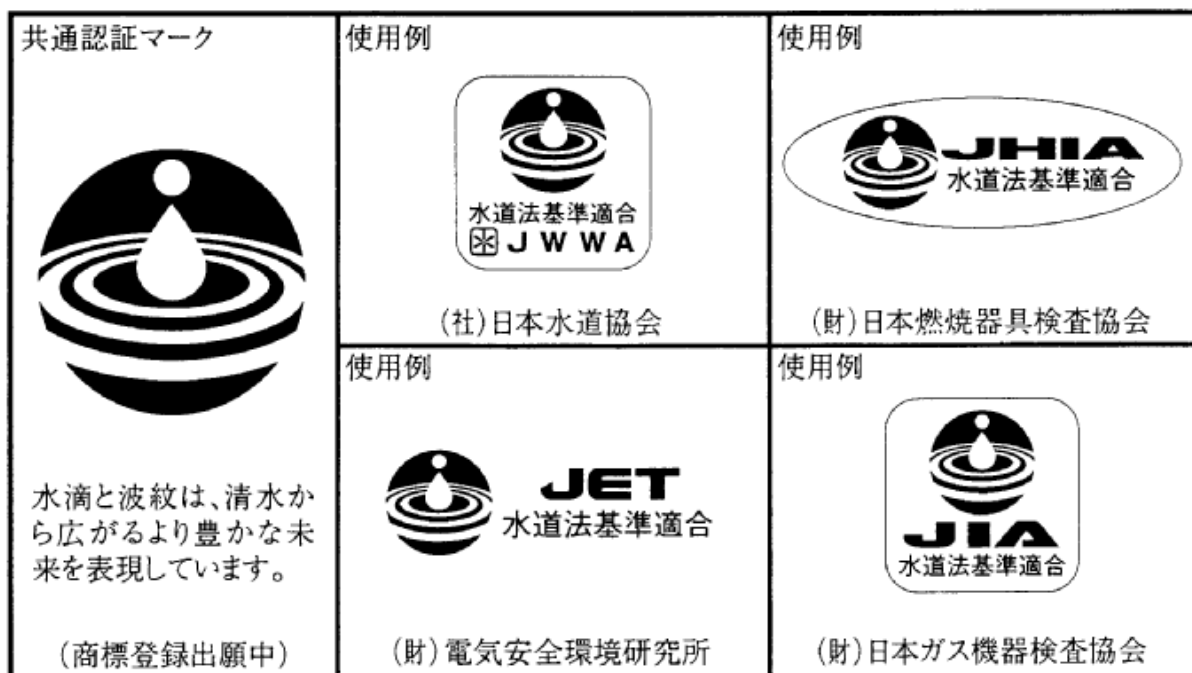 共通認証マーク
水滴と波紋は、清水か
ら広がるより豊かな未
来を表現しています。
(商標登録出願中)
使用例
水道法基準適合
JWWA
(社)日本水道協会
使用例
JHIA
水道法基準適合
(財)日本燃焼器具検査協会
使用例
JET
水道法基準適合
(財)電気安全環境研究所
使用例
JIA
水道法基準適合
(財)日本ガス機器検査協会